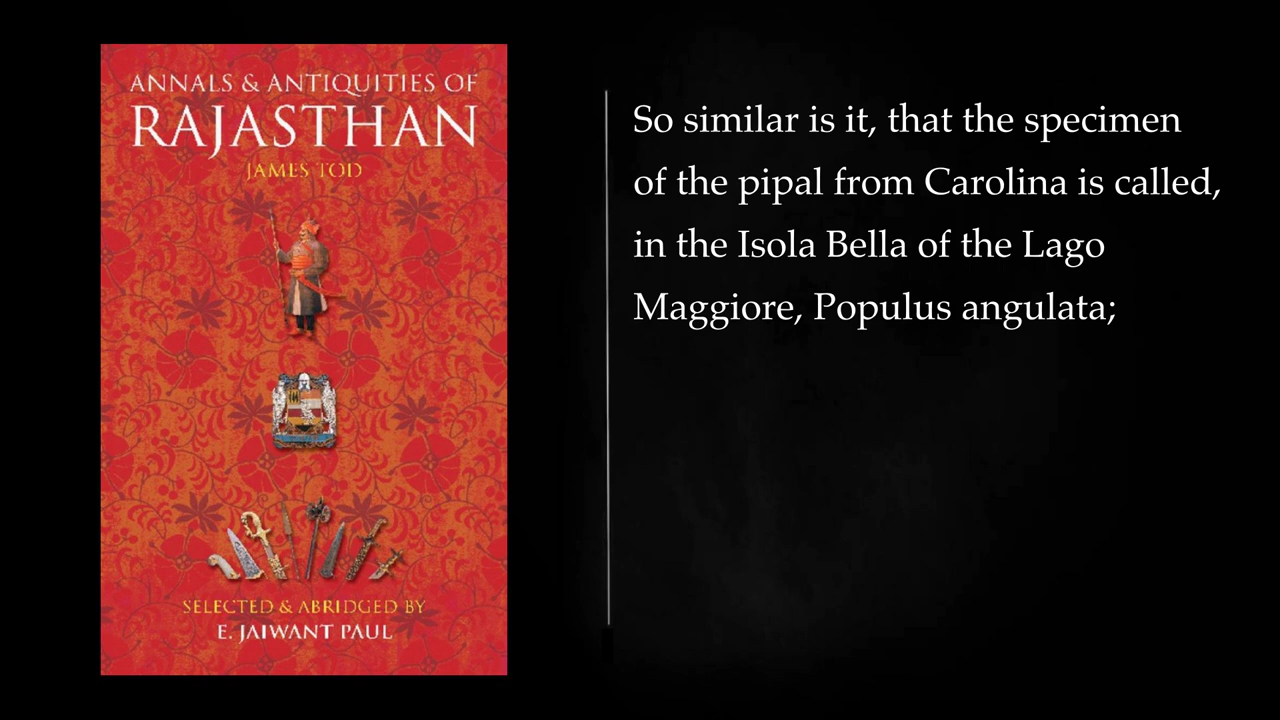 ANNALS & ANTIQUITIES OF
RAJASTHAN
JAMES TOD
SELECTED & ABRIDGED BY
E. JAIWANT PAUL
So similar is it, that the specimen
of the pipal from Carolina is called,
in the Isola Bella of the Lago
Maggiore, Populus angulata;